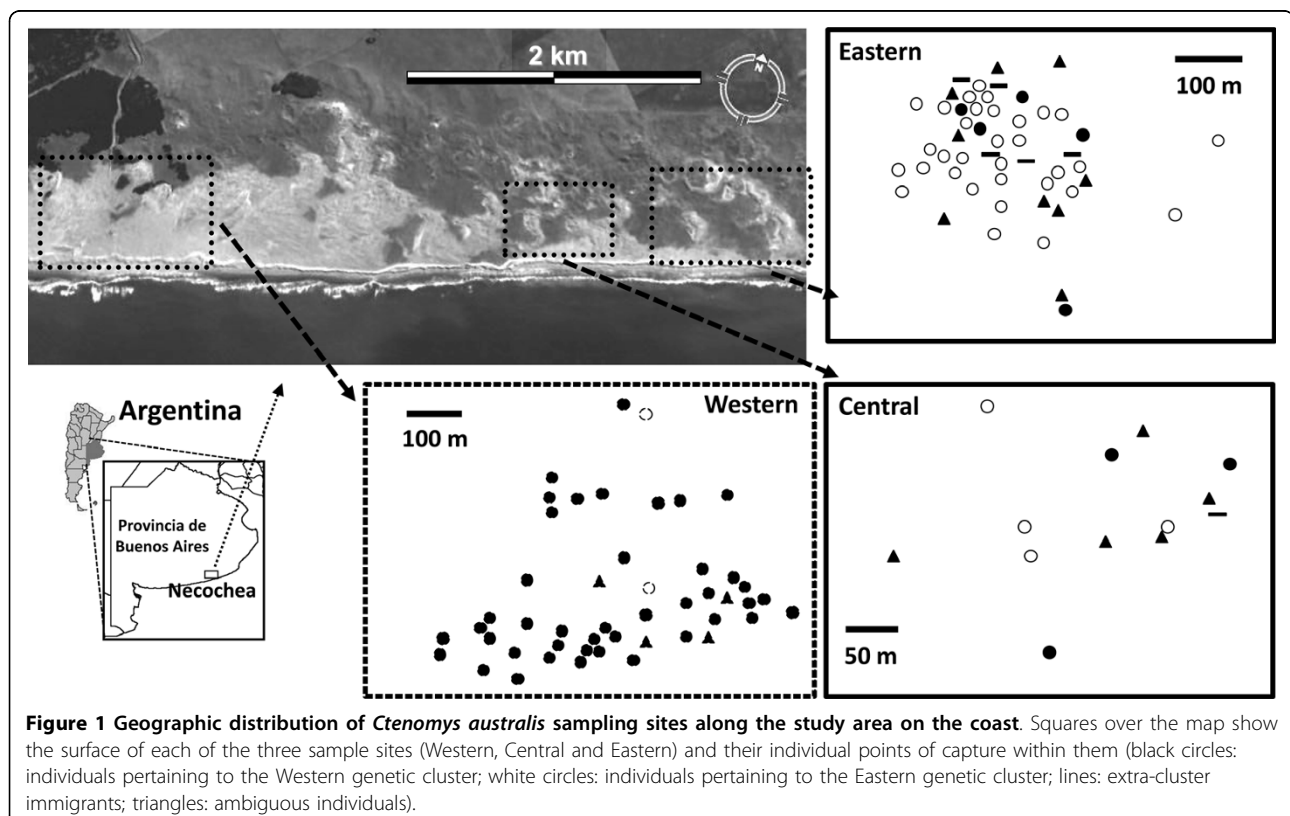 2 km
N
Eastern
100 m
Argentina
Provincia de
Buenos Aires
Necochea
100 m
Western
Central
50 m
Figure 1 Geographic distribution of Ctenomys australis sampling sites along the study area on the coast. Squares over the map show
the surface of each of the three sample sites (Western, Central and Eastern) and their individual points of capture within them (black circles:
individuals pertaining to the Western genetic cluster; white circles: individuals pertaining to the Eastern genetic cluster; lines: extra-cluster
immigrants; triangles: ambiguous individuals).